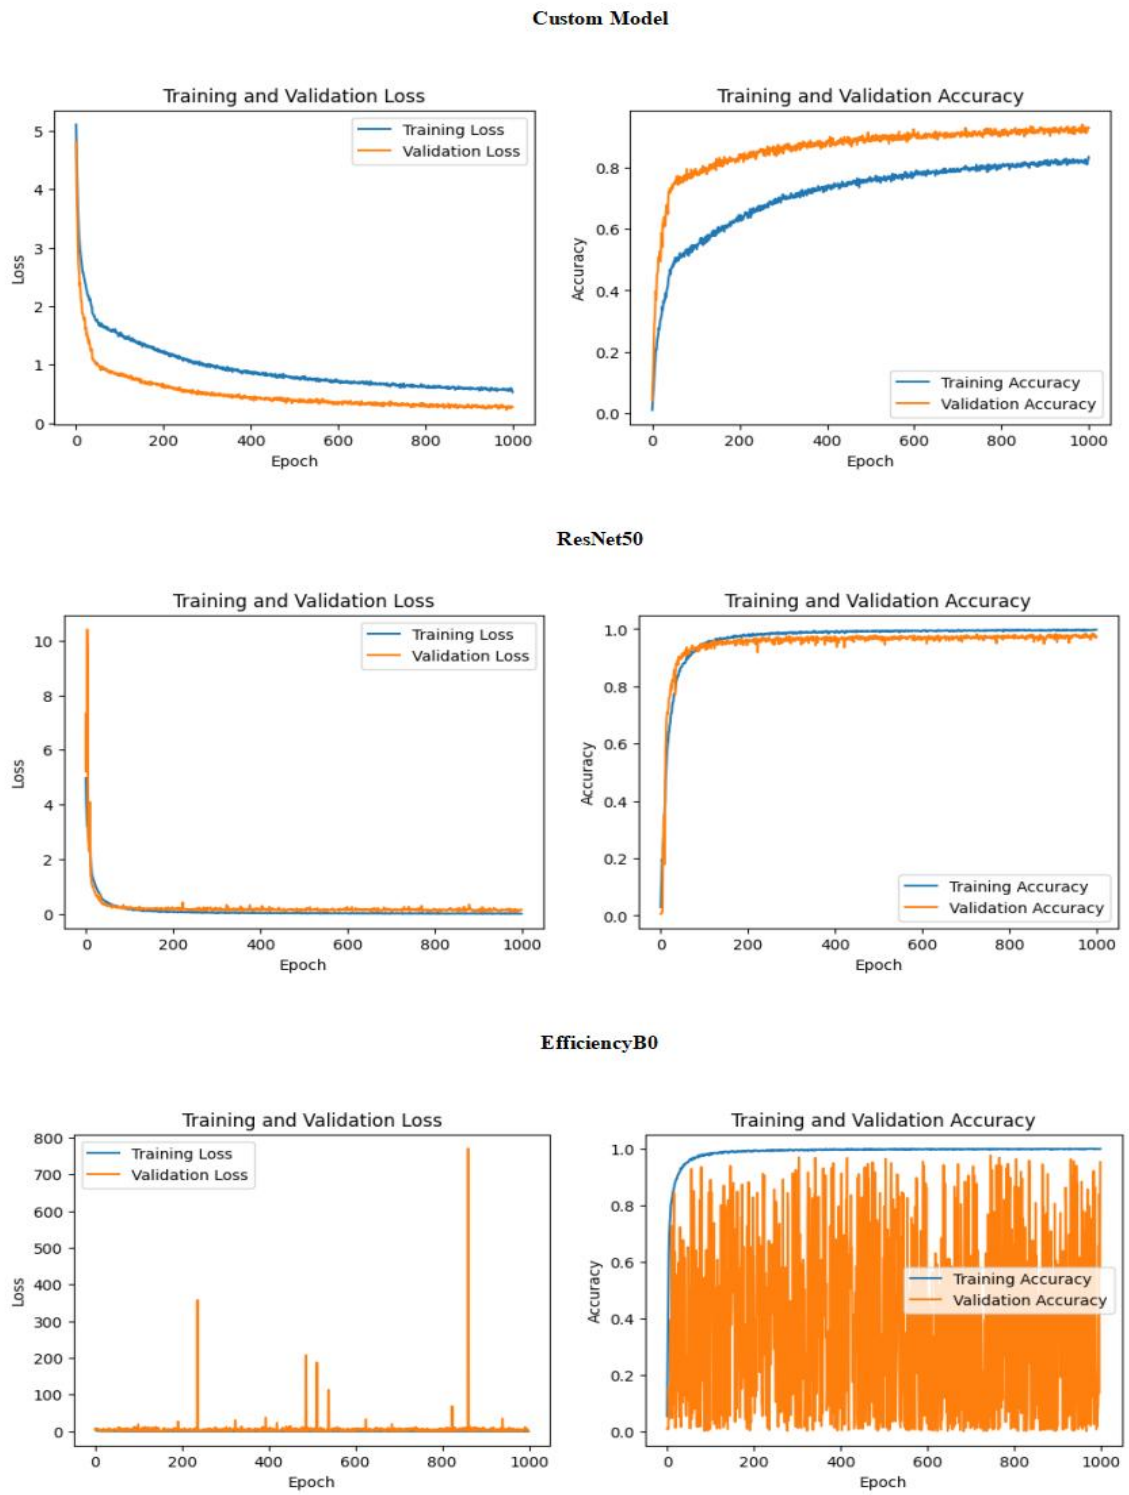 Custom Model
Training and Validation Loss
Training Loss
Validation Loss
5
4
3
2
1
0
Loss
0 200 400 600 800 1000
Epoch
Training and Validation Accuracy
0.8
0.6
0.4
0.2
0.0
Accuracy
Training Accuracy
Validation Accuracy
0 200 400 600 800 1000
Epoch
ResNet50
Training and Validation Loss
Training Loss
Validation Loss
10
8
6
4
2
0
Loss
0 200 400 600 800 1000
Epoch
Training and Validation Accuracy
1.0
0.8
0.6
0.4
0.2
0.0
Accuracy
Training Accuracy
Validation Accuracy
0 200 400 600 800 1000
Epoch
EfficiencyB0
Training and Validation Loss
Training Loss
Validation Loss
800
700
600
500
400
300
200
100
0
Loss
0 200 400 600 800 1000
Epoch
Training and Validation Accuracy
1.0
0.8
0.6
0.4
0.2
0.0
Accuracy
Training Accuracy
Validation Accuracy
0 200 400 600 800 1000
Epoch